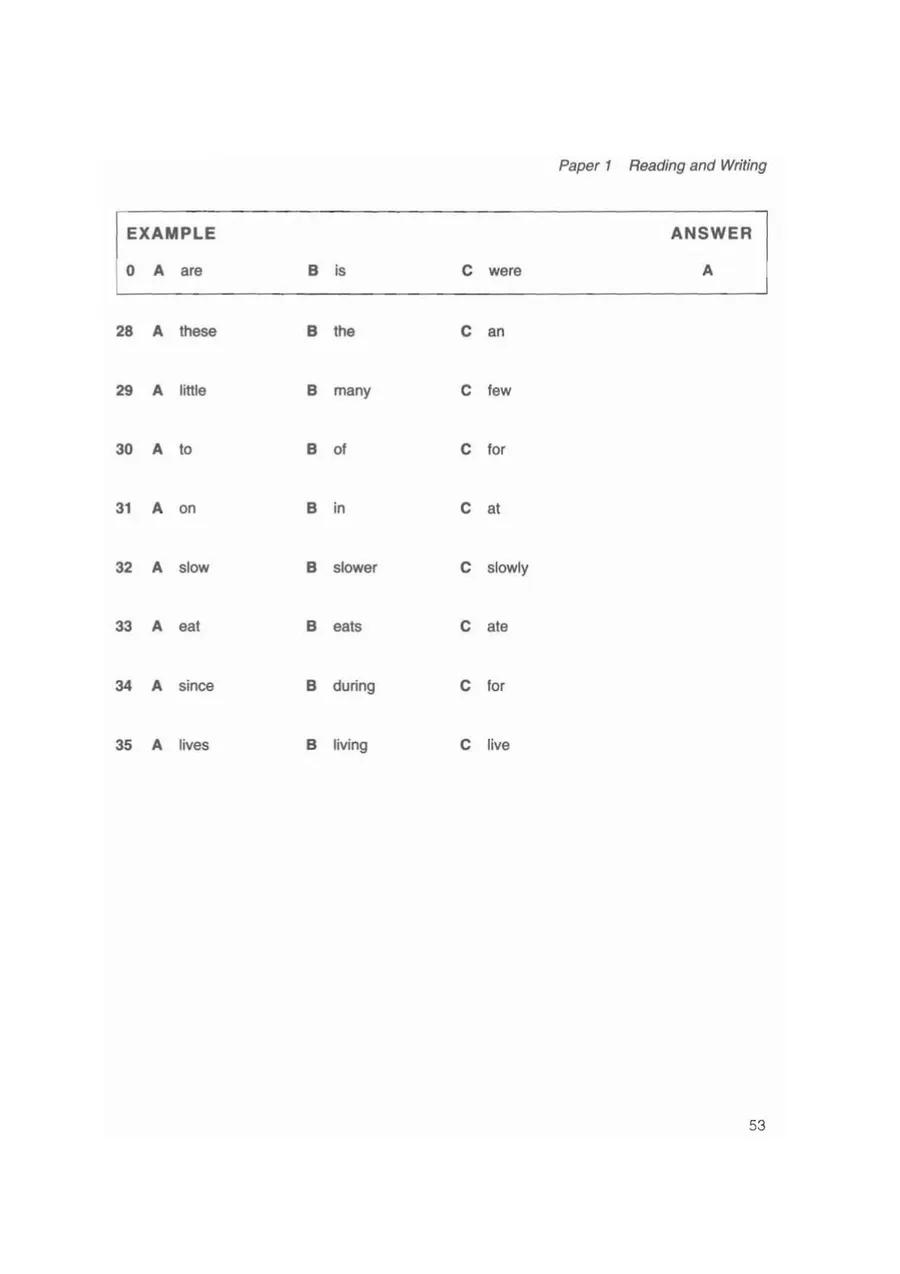 Paper 1 Reading and Writing
EXAMPLE ANSWER
0 A are B is C were A
28 A these B the C an
29 A little B many C few
30 A to B of C for
31 A on B in C at
32 A slow B slower C slowly
33 A eat B eats C ate
34 A since B during C for
35 A lives B living C live
53